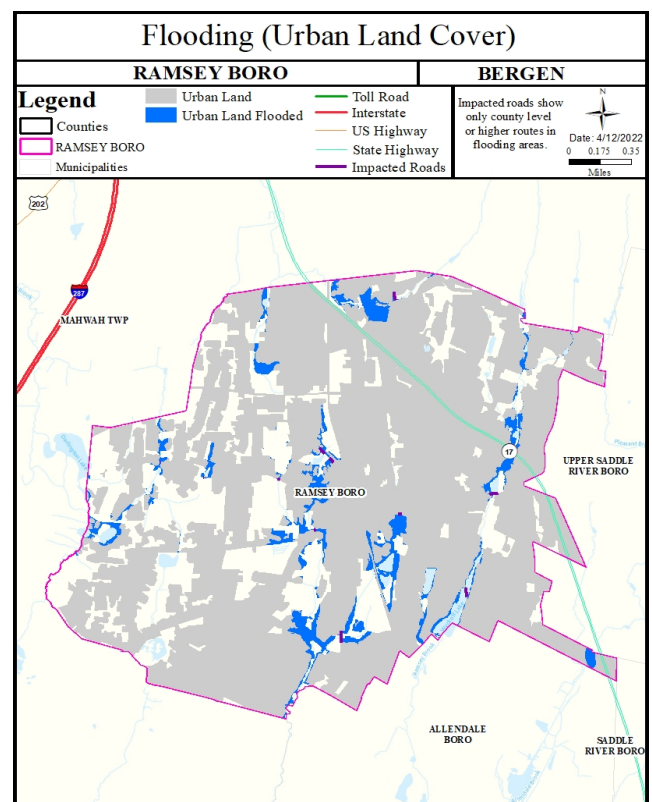 Flooding (Urban Land Cover)
RAMSEY BORO
BERGEN
Legend
Counties
RAMSEY BORO
Municipalities
Urban Land
Urban Land Flooded
Toll Road
Interstate
US Highway
State Highway
Impacted Roads
Impacted roads show
only county level
or higher routes in
flooding areas.
N
Date: 4/12/2022
0 0.175 0.35
Miles
202
287
MAHWAH TWP
RAMSEY BORO
17
UPPER SADDLE
RIVER BORO
ALLENDALE
BORO
SADDLE
RIVER BORO